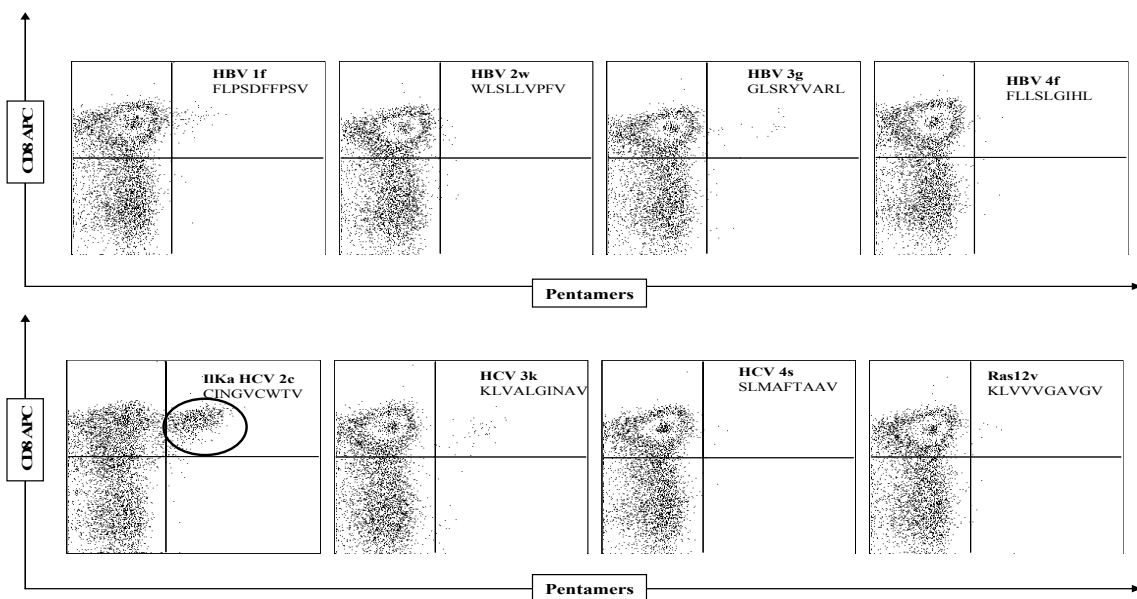 CD8 APC
HBV 1f
FLPSDFFPSV
HBV 2w
WLSLLVPFV
HBV 3g
GLSRYVARL
HBV 4f
FLLSLGIHL
Pentamers
CD8 APC
IIKa HCV 2c
CINGVCWTV
HCV 3k
KLVALGINAV
HCV 4s
SLMAFTAAV
Ras12v
KLVVVGAVGV
Pentamers